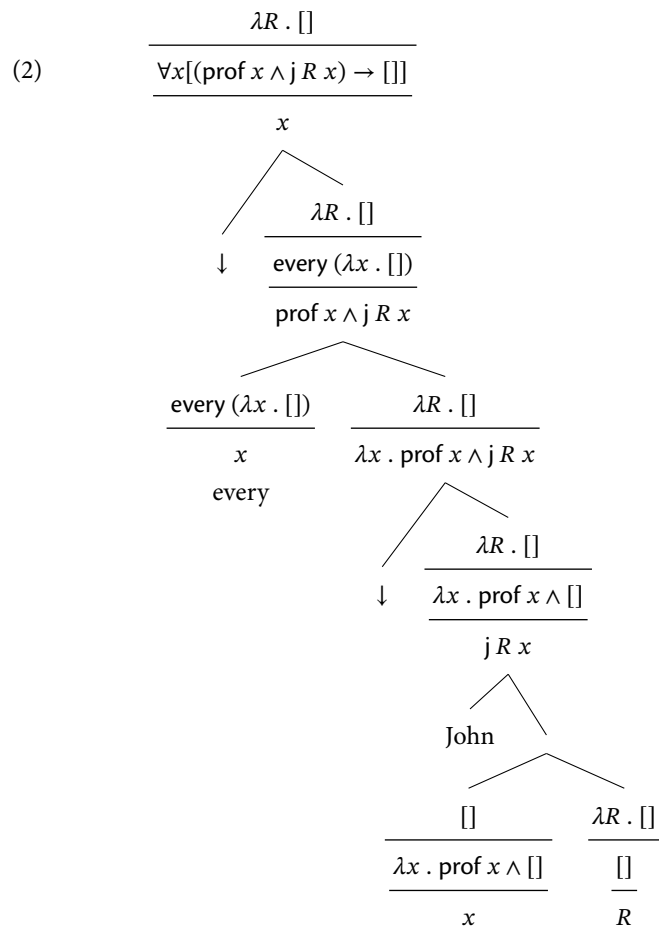 λR . []
(2) ∀x[(prof x ∧ j R x) → []]
x
λR . []
↓ every (λx . [])
prof x ∧ j R x
every (λx . []) λR . []
x λx . prof x ∧ j R x
every
λR . []
↓ λx . prof x ∧ []
j R x
John
[] λR . []
λx . prof x ∧ [] []
x R